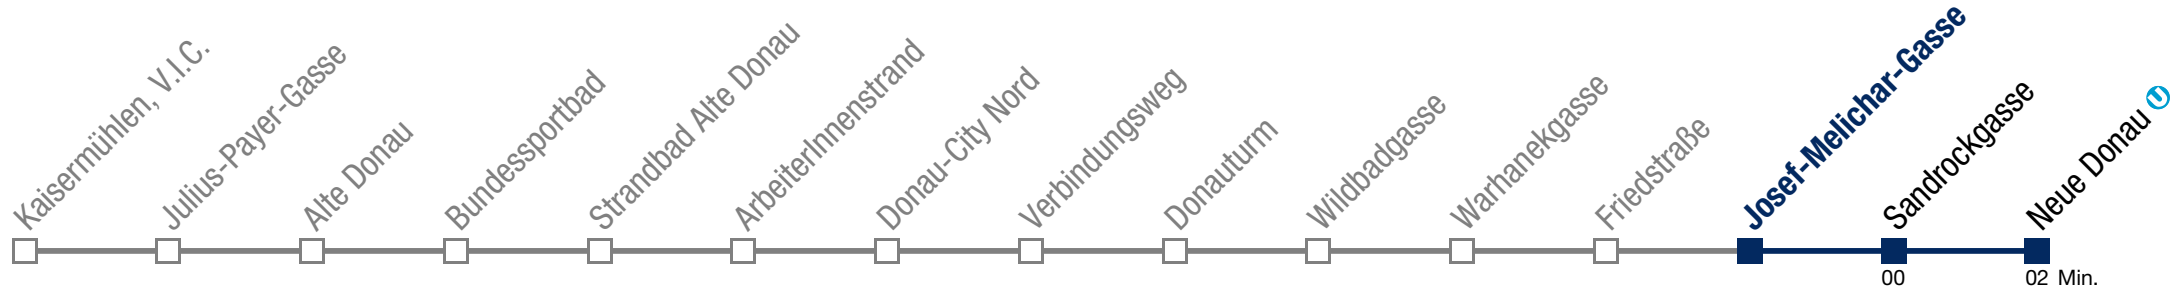 Kaisermühlen, V.I.C.
Julius-Payer-Gasse
Alte Donau
Bundessportbad
Strandbad Alte Donau
ArbeiterInnenstrand
Donau-City Nord
Verbindungsweg
Donauturm
Wildbadgasse
Warhanekgasse
Friedstraße
Josef-Melichar-Gasse
Sandrockgasse
Neue Donau U
00
02 Min.